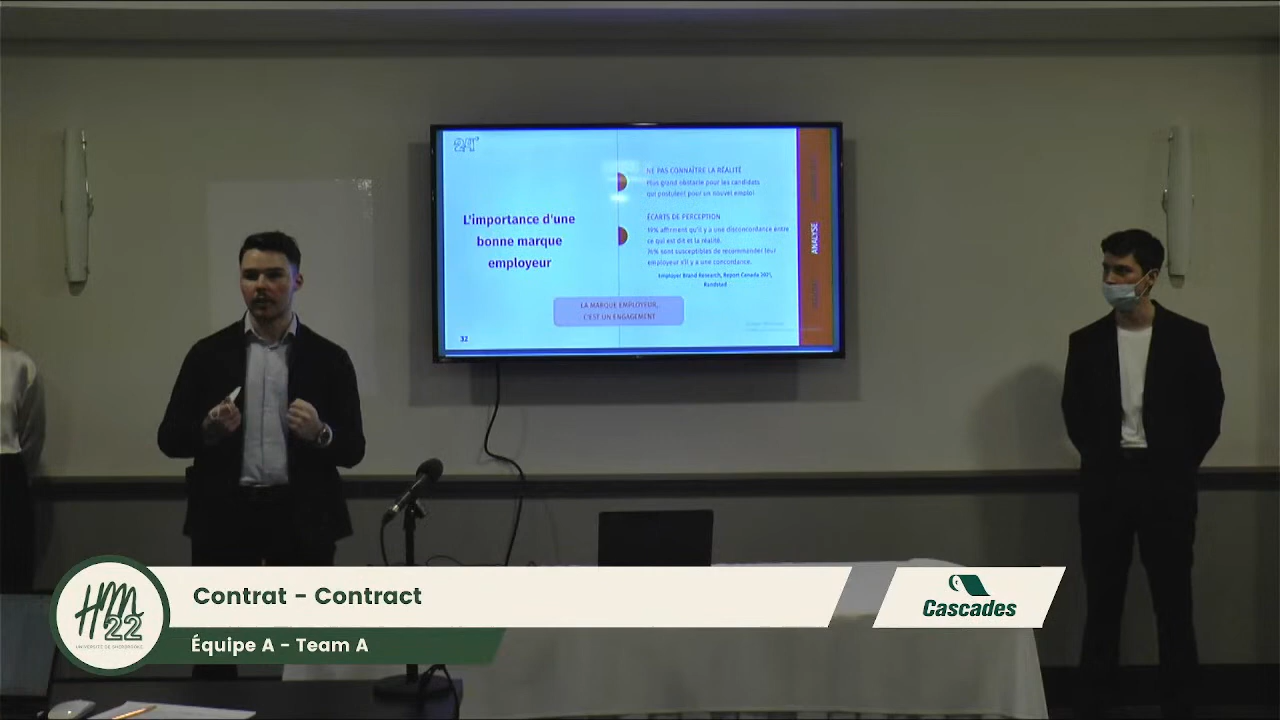 L'importance d'une
bonne marque
employeur
NE PAS CONNAÎTRE LA RÉALITÉ
Plus grand obstacle pour les candidats
qui postulent pour un nouvel emploi
ÉCARTS DE PERCEPTION
affirment qu'il y a une disconcordance entre
ce qui est dit et la réalité.
sont susceptibles de recommander leur
employeur s'il y a une concordance.
Employer Brand Research, Report Canada 2021,
Randstad
LA MARQUE EMPLOYEUR,
C'EST UN ENGAGEMENT
32
ANALYSE
HM
22
UNIVERSITÉ DE SHERBROOKE
Contrat - Contract
Équipe A - Team A
Cascades